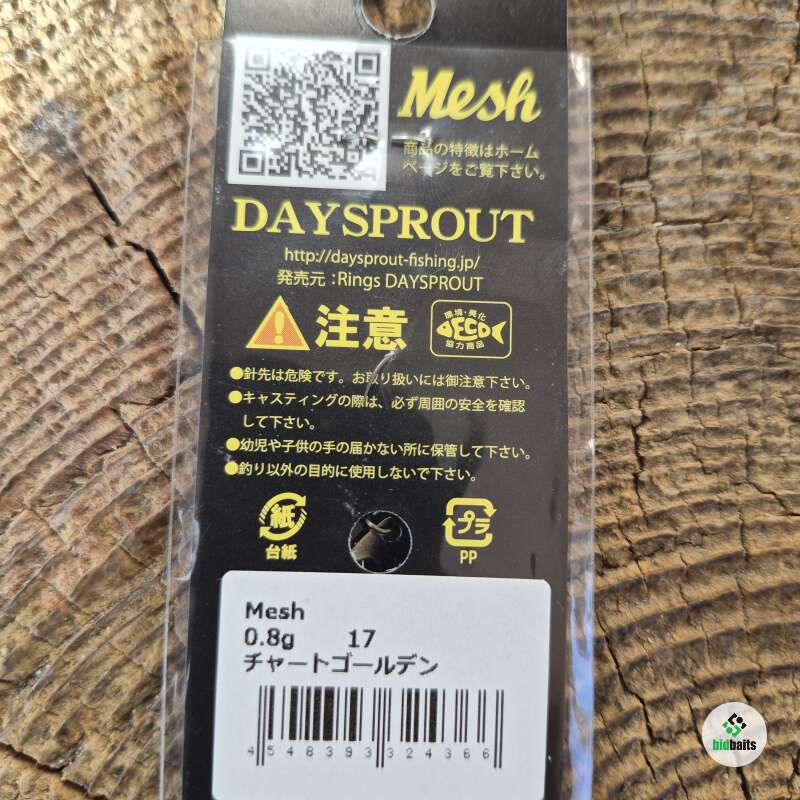 Mesh
商品の特徴はホーム
ページをご覧下さい。
DAYSPROUT
http://daysprout-fishing.jp/
発売元：Rings DAYSPROUT
注意
環境・美化
ECO
協力商品
●針先は危険です。お取り扱いには御注意下さい。
●キャスティングの際は、必ず周囲の安全を確認
して下さい。
●幼児や子供の手の届かない所に保管して下さい。
●釣り以外の目的に使用しないで下さい。
紙
台紙
プラ
PP
Mesh
0.8g 17
チャートゴールデン
4 548393 324366
bidbaits